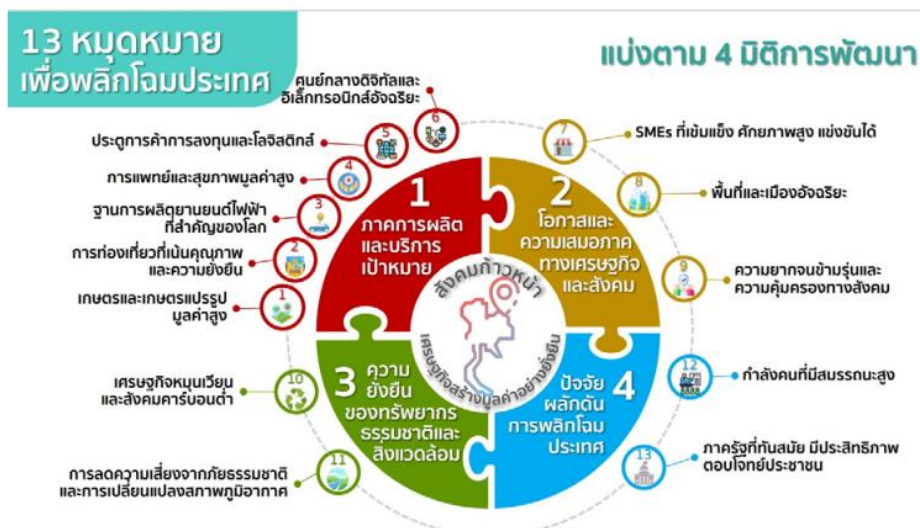 13 หมุดหมาย
เพื่อพลิกโฉมประเทศ
แบ่งตาม 4 มิติการพัฒนา
ศูนย์กลางดิจิทัลและ
อิเล็กทรอนิกส์อัจฉริยะ
6
ประตูการค้าการลงทุนและโลจิสติกส์
5
การแพทย์และสุขภาพมูลค่าสูง
4
ฐานการผลิตยานยนต์ไฟฟ้า
ที่สำคัญของโลก
3
การท่องเที่ยวที่เน้นคุณภาพ
และความยั่งยืน
2
เกษตรและเกษตรแปรรูป
มูลค่าสูง
1
1
ภาคการผลิต
และบริการ
เป้าหมาย
2
โอกาสและ
ความเสมอภาค
ทางเศรษฐกิจ
และสังคม
7
SMEs ที่เข้มแข็ง ศักยภาพสูง แข่งขันได้
8
พื้นที่และเมืองอัจฉริยะ
9
ความยากจนข้ามรุ่นและ
ความคุ้มครองทางสังคม
สังคมก้าวหน้า
เศรษฐกิจสร้างมูลค่าอย่างยั่งยืน
3 ความ
ยั่งยืน
ของทรัพยากร
ธรรมชาติและ
สิ่งแวดล้อม
เศรษฐกิจหมุนเวียน
และสังคมคาร์บอนต่ำ
10
การลดความเสี่ยงจากภัยธรรมชาติ
และการเปลี่ยนแปลงสภาพภูมิอากาศ
11
4
ปัจจัย
ผลักดัน
การพลิกโฉม
ประเทศ
12
กำลังคนที่มีสมรรถนะสูง
13
ภาครัฐที่ทันสมัย มีประสิทธิภาพ
ตอบโจทย์ประชาชน